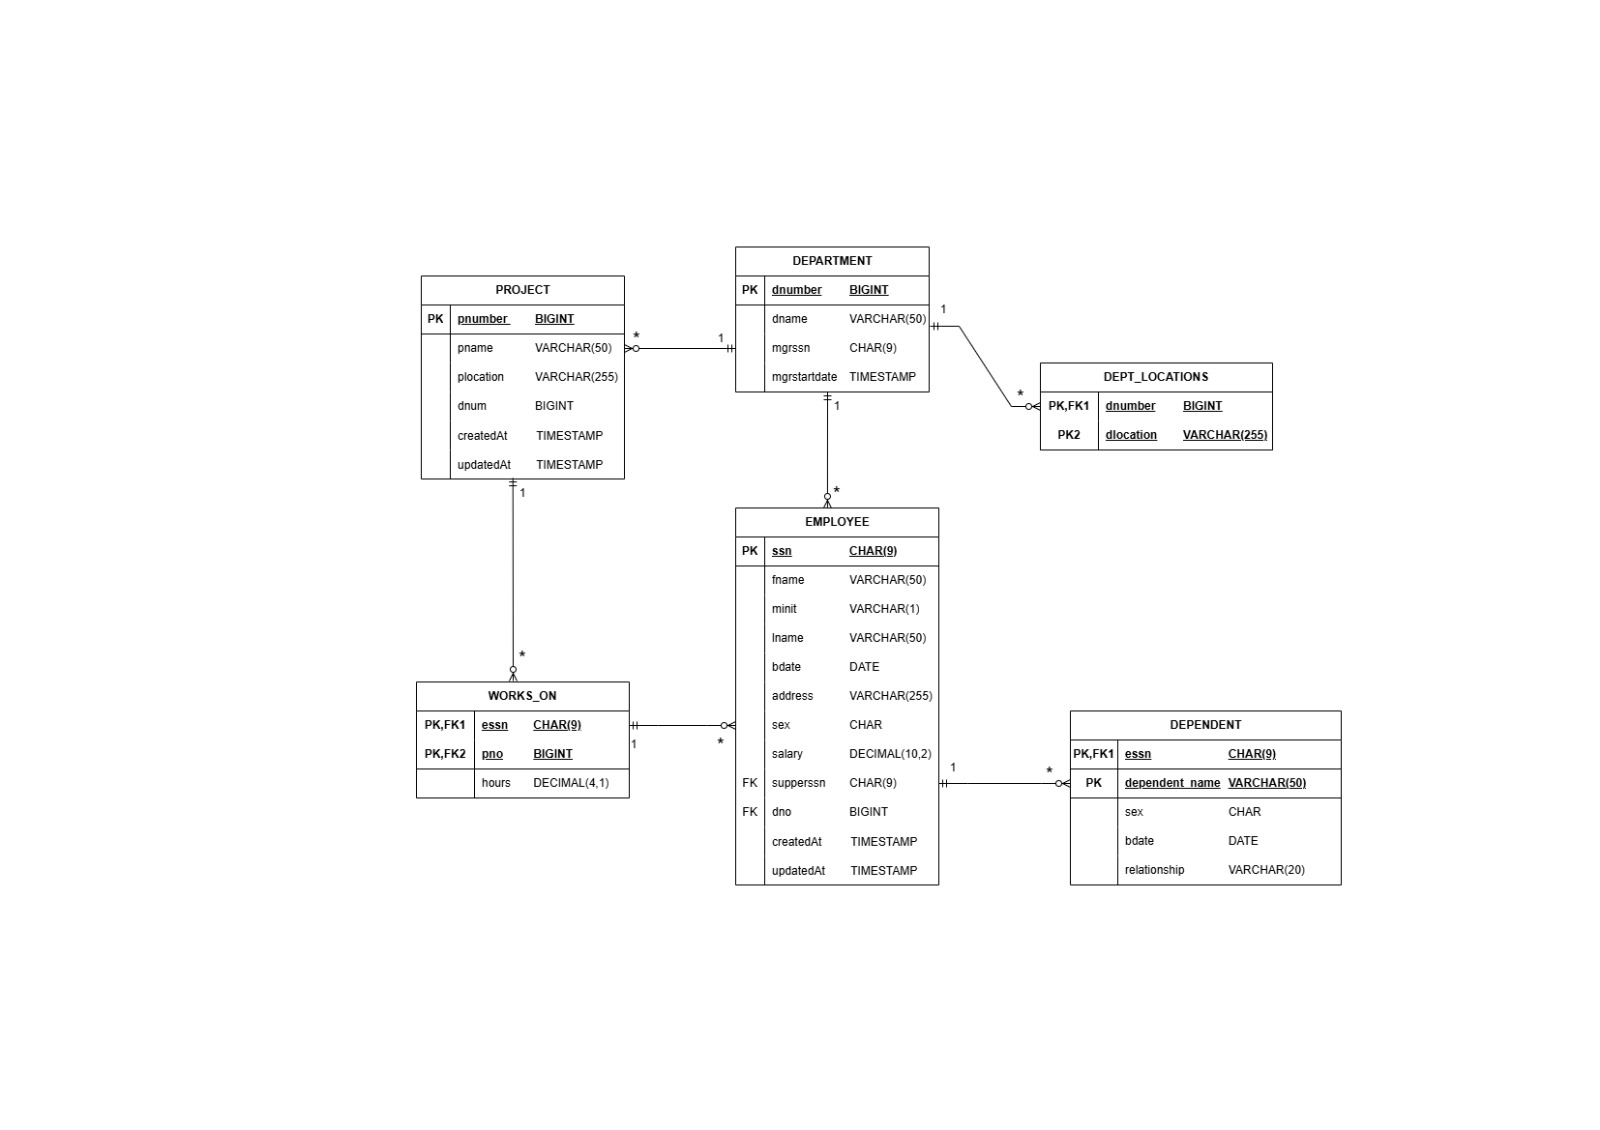 DEPARTMENT
PK dnumber BIGINT
dname VARCHAR(50)
mgrssn CHAR(9)
mgrstartdate TIMESTAMP
PROJECT
PK pnumber BIGINT
pname VARCHAR(50)
plocation VARCHAR(255)
dnum BIGINT
createdAt TIMESTAMP
updatedAt TIMESTAMP
* 1
1
*
DEPT_LOCATIONS
PK,FK1 dnumber BIGINT
PK2 dlocation VARCHAR(255)
1
*
1
*
EMPLOYEE
PK ssn CHAR(9)
fname VARCHAR(50)
minit VARCHAR(1)
lname VARCHAR(50)
bdate DATE
address VARCHAR(255)
sex CHAR
salary DECIMAL(10,2)
FK supperssn CHAR(9)
FK dno BIGINT
createdAt TIMESTAMP
updatedAt TIMESTAMP
WORKS_ON
PK,FK1 essn CHAR(9)
PK,FK2 pno BIGINT
hours DECIMAL(4,1)
1 *
1 *
DEPENDENT
PK,FK1 essn CHAR(9)
PK dependent_name VARCHAR(50)
sex CHAR
bdate DATE
relationship VARCHAR(20)